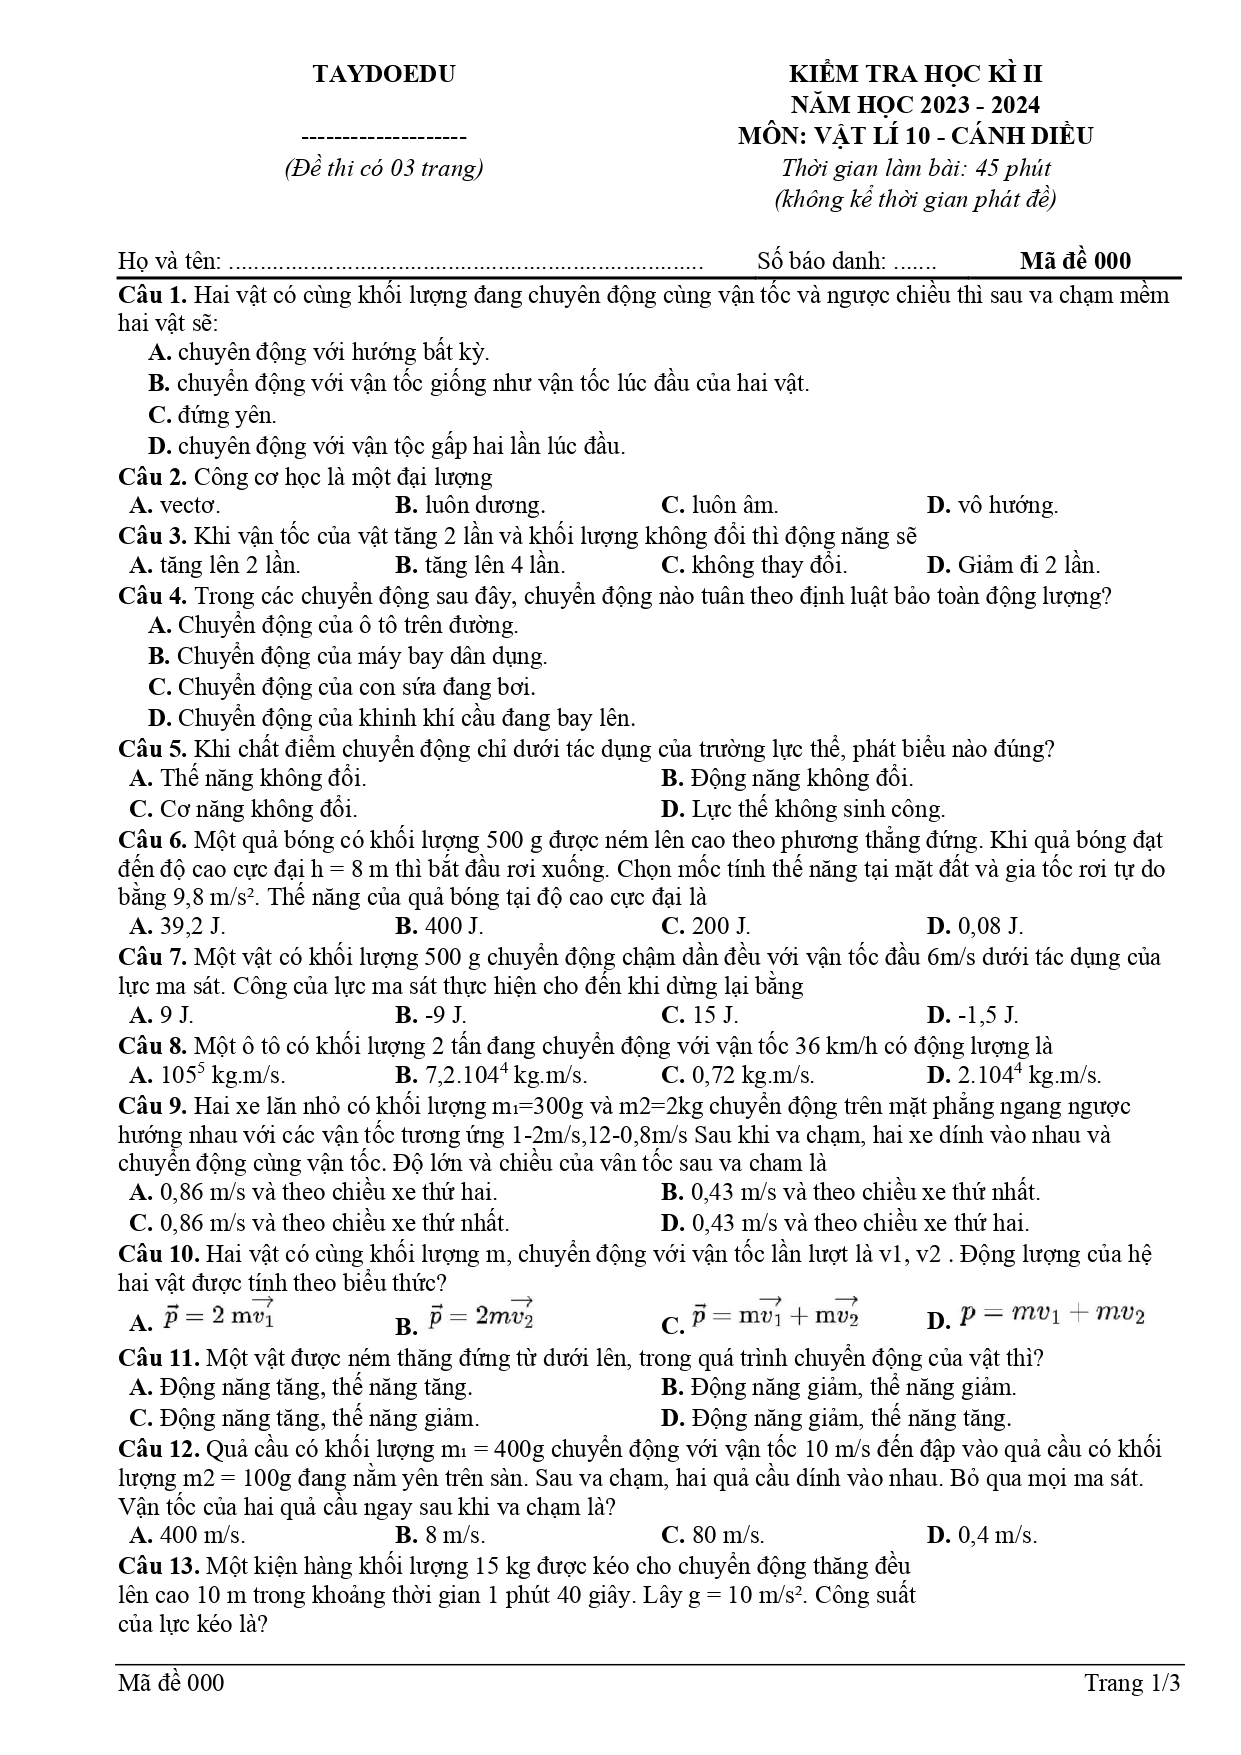 TAYDOEDU
--------------------
(Đề thi có 03 trang)
KIỂM TRA HỌC KÌ II
NĂM HỌC 2023 - 2024
MÔN: VẬT LÍ 10 - CÁNH DIỀU
Thời gian làm bài: 45 phút
(không kể thời gian phát đề)
Họ và tên: ............................................................................ Số báo danh: ....... Mã đề 000
Câu 1. Hai vật có cùng khối lượng đang chuyên động cùng vận tốc và ngược chiều thì sau va chạm mềm
hai vật sẽ:
A. chuyên động với hướng bất kỳ.
B. chuyển động với vận tốc giống như vận tốc lúc đầu của hai vật.
C. đứng yên.
D. chuyên động với vận tộc gấp hai lần lúc đầu.
Câu 2. Công cơ học là một đại lượng
A. vectơ. B. luôn dương. C. luôn âm. D. vô hướng.
Câu 3. Khi vận tốc của vật tăng 2 lần và khối lượng không đổi thì động năng sẽ
A. tăng lên 2 lần. B. tăng lên 4 lần. C. không thay đổi. D. Giảm đi 2 lần.
Câu 4. Trong các chuyển động sau đây, chuyển động nào tuân theo định luật bảo toàn động lượng?
A. Chuyển động của ô tô trên đường.
B. Chuyển động của máy bay dân dụng.
C. Chuyển động của con sứa đang bơi.
D. Chuyển động của khinh khí cầu đang bay lên.
Câu 5. Khi chất điểm chuyển động chỉ dưới tác dụng của trường lực thể, phát biểu nào đúng?
A. Thế năng không đổi. B. Động năng không đổi.
C. Cơ năng không đổi. D. Lực thế không sinh công.
Câu 6. Một quả bóng có khối lượng 500 g được ném lên cao theo phương thẳng đứng. Khi quả bóng đạt
đến độ cao cực đại h = 8 m thì bắt đầu rơi xuống. Chọn mốc tính thế năng tại mặt đất và gia tốc rơi tự do
bằng 9,8 m/s². Thế năng của quả bóng tại độ cao cực đại là
A. 39,2 J. B. 400 J. C. 200 J. D. 0,08 J.
Câu 7. Một vật có khối lượng 500 g chuyển động chậm dần đều với vận tốc đầu 6m/s dưới tác dụng của
lực ma sát. Công của lực ma sát thực hiện cho đến khi dừng lại bằng
A. 9 J. B. -9 J. C. 15 J. D. -1,5 J.
Câu 8. Một ô tô có khối lượng 2 tấn đang chuyển động với vận tốc 36 km/h có động lượng là
A. 105⁵ kg.m/s. B. 7,2.104⁴ kg.m/s. C. 0,72 kg.m/s. D. 2.104⁴ kg.m/s.
Câu 9. Hai xe lăn nhỏ có khối lượng m₁=300g và m2=2kg chuyển động trên mặt phẳng ngang ngược
hướng nhau với các vận tốc tương ứng 1-2m/s,12-0,8m/s Sau khi va chạm, hai xe dính vào nhau và
chuyển động cùng vận tốc. Độ lớn và chiều của vân tốc sau va cham là
A. 0,86 m/s và theo chiều xe thứ hai. B. 0,43 m/s và theo chiều xe thứ nhất.
C. 0,86 m/s và theo chiều xe thứ nhất. D. 0,43 m/s và theo chiều xe thứ hai.
Câu 10. Hai vật có cùng khối lượng m, chuyển động với vận tốc lần lượt là v1, v2 . Động lượng của hệ
hai vật được tính theo biểu thức?
A. p⃗ = 2 mv₁⃗ B. p⃗ = 2mv₂⃗ C. p⃗ = mv₁⃗ + mv₂⃗ D. p = mv₁ + mv₂
Câu 11. Một vật được ném thăng đứng từ dưới lên, trong quá trình chuyển động của vật thì?
A. Động năng tăng, thế năng tăng. B. Động năng giảm, thể năng giảm.
C. Động năng tăng, thế năng giảm. D. Động năng giảm, thế năng tăng.
Câu 12. Quả cầu có khối lượng m₁ = 400g chuyển động với vận tốc 10 m/s đến đập vào quả cầu có khối
lượng m2 = 100g đang nằm yên trên sàn. Sau va chạm, hai quả cầu dính vào nhau. Bỏ qua mọi ma sát.
Vận tốc của hai quả cầu ngay sau khi va chạm là?
A. 400 m/s. B. 8 m/s. C. 80 m/s. D. 0,4 m/s.
Câu 13. Một kiện hàng khối lượng 15 kg được kéo cho chuyển động thăng đều
lên cao 10 m trong khoảng thời gian 1 phút 40 giây. Lây g = 10 m/s². Công suất
của lực kéo là?
Mã đề 000 Trang 1/3